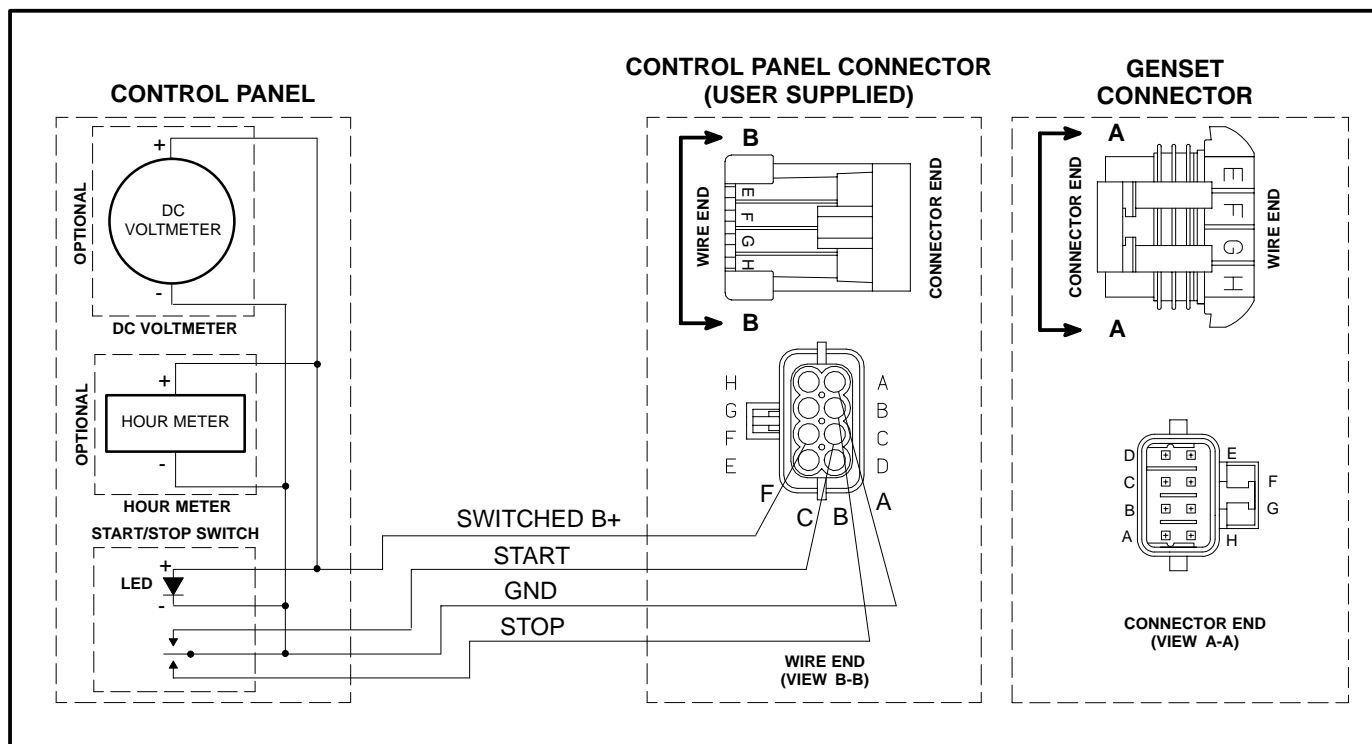 CONTROL PANEL
+
DC
VOLTMETER
-
OPTIONAL
DC VOLTMETER
+
HOUR METER
-
OPTIONAL
HOUR METER
START/STOP SWITCH
+
LED
-
SWITCHED B+
START
GND
STOP
CONTROL PANEL CONNECTOR
(USER SUPPLIED)
B
WIRE END
E
F
G
H
CONNECTOR END
B
H
G
F
E
A
B
C
D
F
C
B
A
WIRE END
(VIEW B-B)
GENSET
CONNECTOR
A
CONNECTOR END
E
F
G
H
WIRE END
A
D
C
B
A
E
F
G
H
CONNECTOR END
(VIEW A-A)